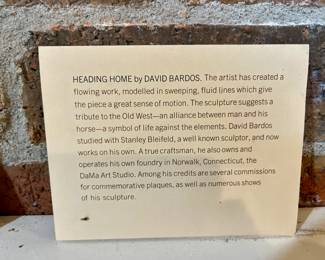 HEADING HOME by DAVID BARDOS. The artist has created a
flowing work, modelled in sweeping, fluid lines which give
the piece a great sense of motion. The sculpture suggests a
tribute to the Old West—an alliance between man and his
horse—a symbol of life against the elements. David Bardos
studied with Stanley Bleifeld, a well known sculptor, and now
works on his own. A true craftsman, he also owns and
operates his own foundry in Norwalk, Connecticut, the
DaMa Art Studio. Among his credits are several commissions
for commemorative plaques, as well as numerous shows
of his sculpture.